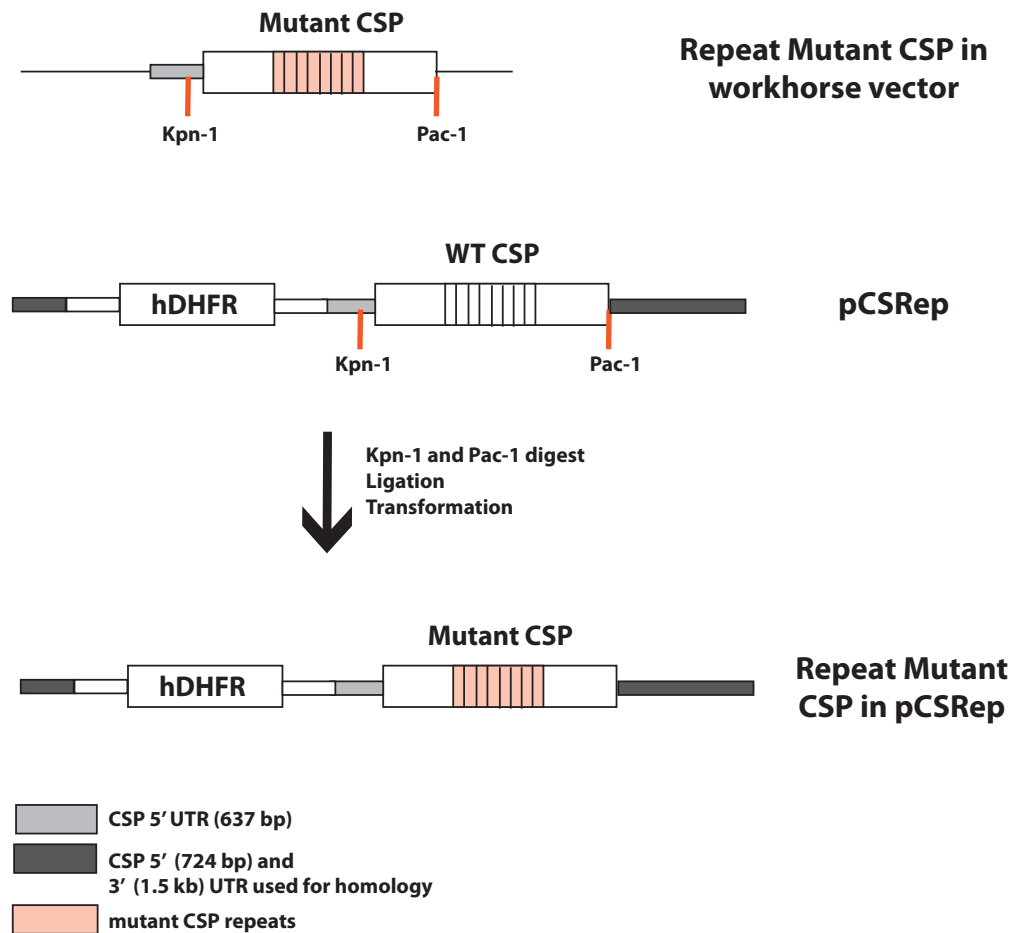 Mutant CSP
Repeat Mutant CSP in
workhorse vector
Kpn-1
Pac-1
WT CSP
hDHFR
pCSRep
Kpn-1
Pac-1
Kpn-1 and Pac-1 digest
Ligation
Transformation
Mutant CSP
hDHFR
Repeat Mutant
CSP in pCSRep
CSP 5′ UTR (637 bp)
CSP 5′ (724 bp) and
3′ (1.5 kb) UTR used for homology
mutant CSP repeats